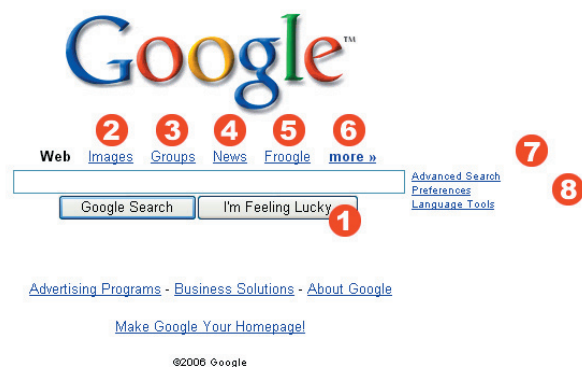 Google™
2 3 4 5 6
Web Images Groups News Froogle more »
7
Advanced Search
Preferences 8
Language Tools
Google Search I'm Feeling Lucky 1
Advertising Programs - Business Solutions - About Google
Make Google Your Homepage!
©2006 Google